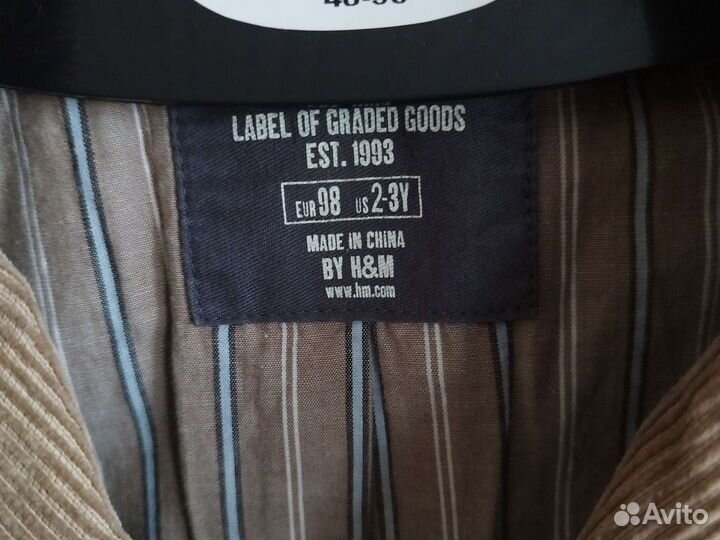 LABEL OF GRADED GOODS
EST. 1993
EUR 98 US 2-3Y
MADE IN CHINA
BY H&M
www.hm.com
Avito